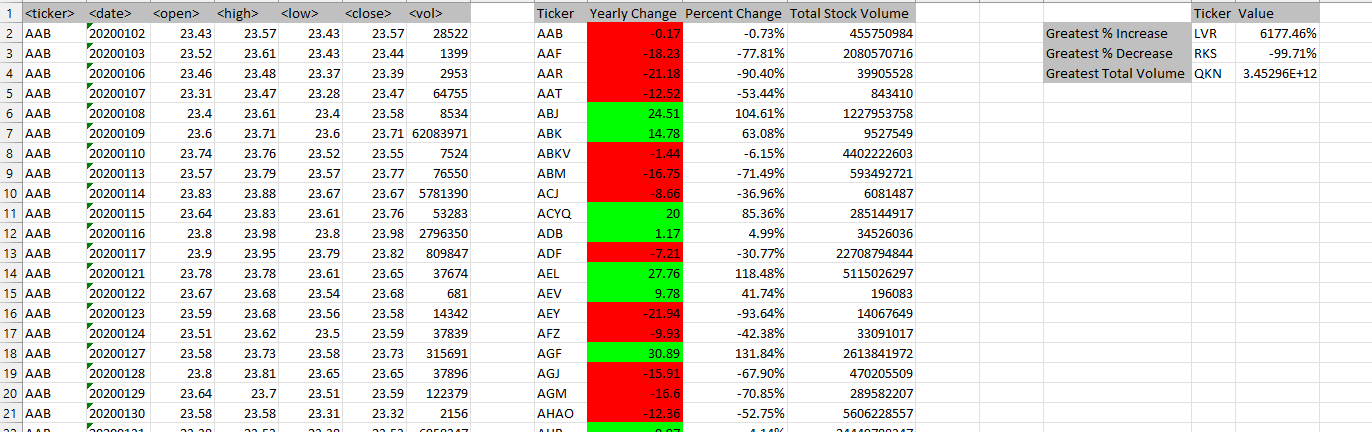 1 <ticker> <date> <open> <high> <low> <close> <vol> Ticker Yearly Change Percent Change Total Stock Volume Ticker Value
2 AAB 20200102 23.43 23.57 23.43 23.57 28522 AAB -0.17 -0.73% 455750984 Greatest % Increase LVR 6177.46%
3 AAB 20200103 23.52 23.61 23.43 23.44 1399 AAF -18.23 -77.81% 2080570716 Greatest % Decrease RKS -99.71%
4 AAB 20200106 23.46 23.48 23.37 23.39 2953 AAR -21.18 -90.40% 39905528 Greatest Total Volume QKN 3.45296E+12
5 AAB 20200107 23.31 23.47 23.28 23.47 64755 AAT -12.52 -53.44% 843410
6 AAB 20200108 23.4 23.61 23.4 23.58 8534 ABJ 24.51 104.61% 1227953758
7 AAB 20200109 23.6 23.71 23.6 23.71 62083971 ABK 14.78 63.08% 9527549
8 AAB 20200110 23.74 23.76 23.52 23.55 7524 ABKV -1.44 -6.15% 4402222603
9 AAB 20200113 23.57 23.79 23.57 23.77 76550 ABM -16.75 -71.49% 593492721
10 AAB 20200114 23.83 23.88 23.67 23.67 5781390 ACJ -8.66 -36.96% 6081487
11 AAB 20200115 23.64 23.83 23.61 23.76 53283 ACYQ 20 85.36% 285144917
12 AAB 20200116 23.8 23.98 23.8 23.98 2796350 ADB 1.17 4.99% 34526036
13 AAB 20200117 23.9 23.95 23.79 23.82 809847 ADF -7.21 -30.77% 22708794844
14 AAB 20200121 23.78 23.78 23.61 23.65 37674 AEL 27.76 118.48% 5115026297
15 AAB 20200122 23.67 23.68 23.54 23.68 681 AEV 9.78 41.74% 196083
16 AAB 20200123 23.59 23.68 23.56 23.58 14342 AEY -21.94 -93.64% 14067649
17 AAB 20200124 23.51 23.62 23.5 23.59 37839 AFZ -9.93 -42.38% 33091017
18 AAB 20200127 23.58 23.73 23.58 23.73 315691 AGF 30.89 131.84% 2613841972
19 AAB 20200128 23.8 23.81 23.65 23.65 37896 AGJ -15.91 -67.90% 470205509
20 AAB 20200129 23.64 23.7 23.51 23.59 122379 AGM -16.6 -70.85% 289582207
21 AAB 20200130 23.58 23.58 23.31 23.32 2156 AHAO -12.36 -52.75% 5606228557